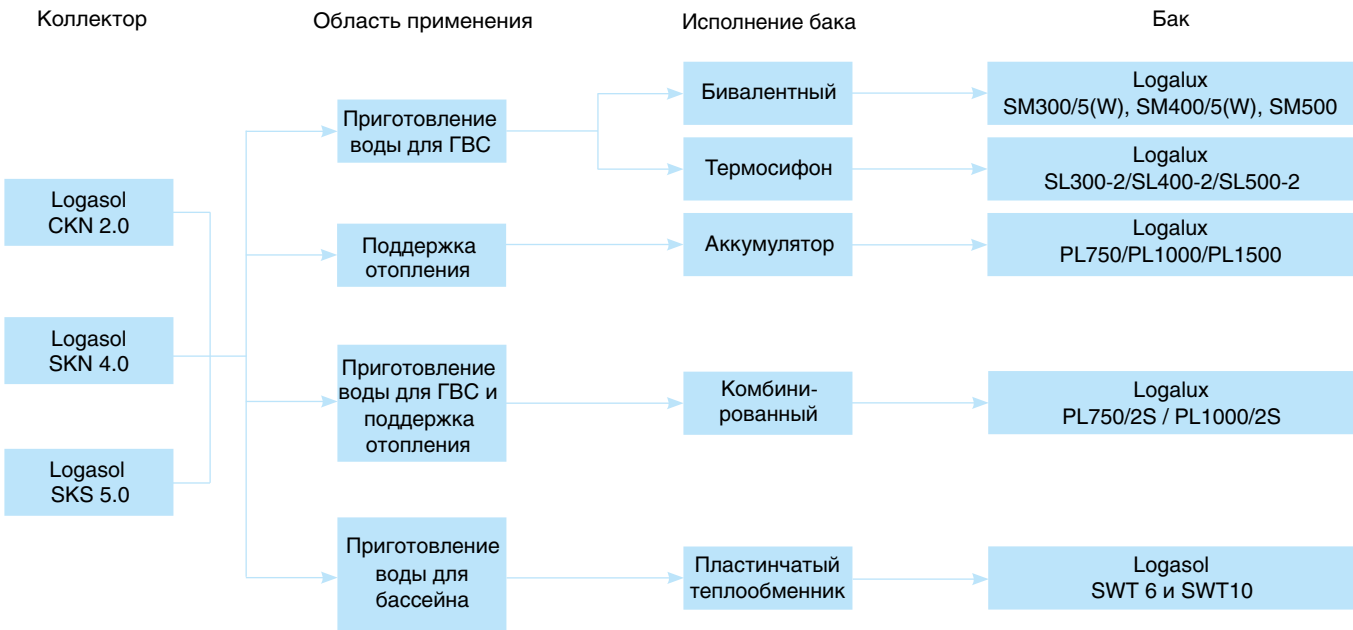 Коллектор
Область применения
Исполнение бака
Бак
Logasol
CKN 2.0
Logasol
SKN 4.0
Logasol
SKS 5.0
Приготовление
воды для ГВС
Поддержка
отопления
Приготовление
воды для ГВС и
поддержка
отопления
Приготовление
воды для
бассейна
Бивалентный
Термосифон
Аккумулятор
Комбини-
рованный
Пластинчатый
теплообменник
Logalux
SM300/5(W), SM400/5(W), SM500
Logalux
SL300-2/SL400-2/SL500-2
Logalux
PL750/PL1000/PL1500
Logalux
PL750/2S / PL1000/2S
Logasol
SWT 6 и SWT10